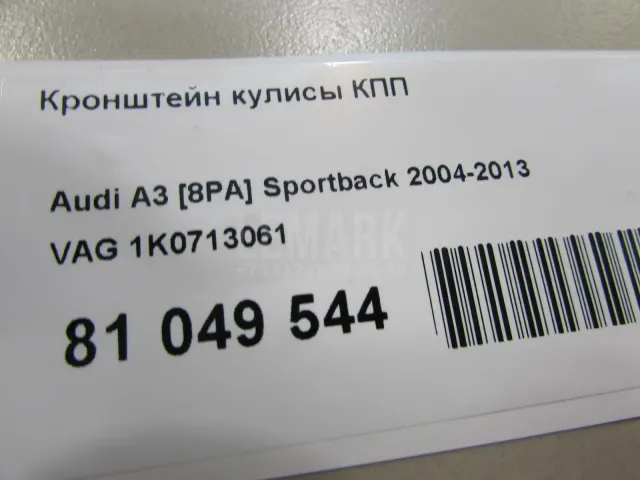 Кронштейн кулисы КПП
Audi A3 [8PA] Sportback 2004-2013
VAG 1K0713061
81 049 544